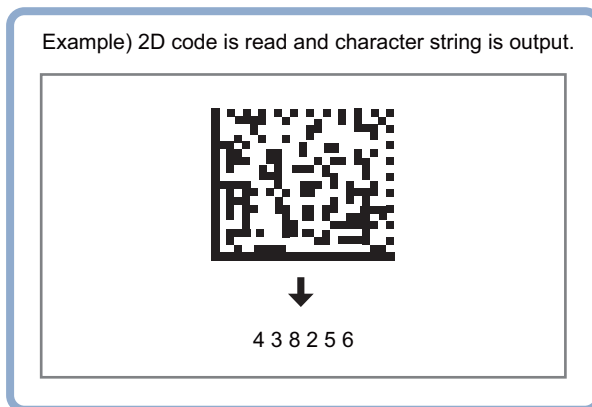 Example) 2D code is read and character string is output.
4 3 8 2 5 6